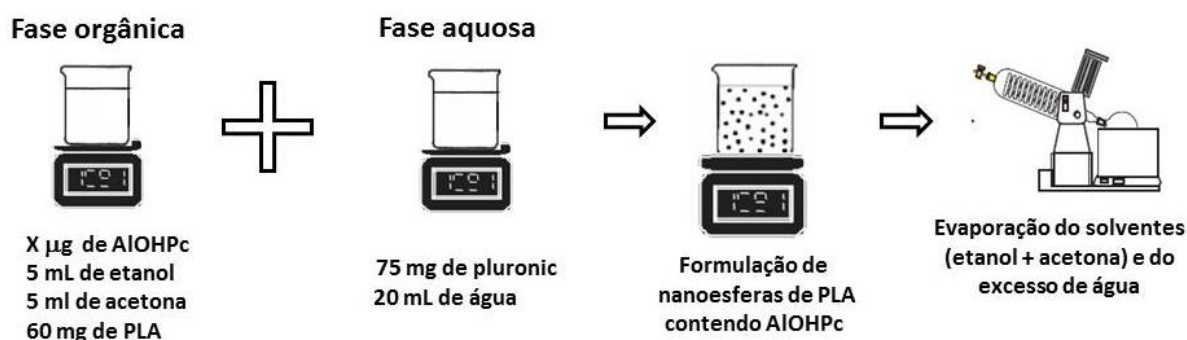 Fase orgânica
Fase aquosa
X µg de AlOHPc
5 mL de etanol
5 ml de acetona
60 mg de PLA
75 mg de pluronic
20 mL de água
Formulação de
nanoesferas de PLA
contendo AlOHPc
Evaporação do solventes
(etanol + acetona) e do
excesso de água